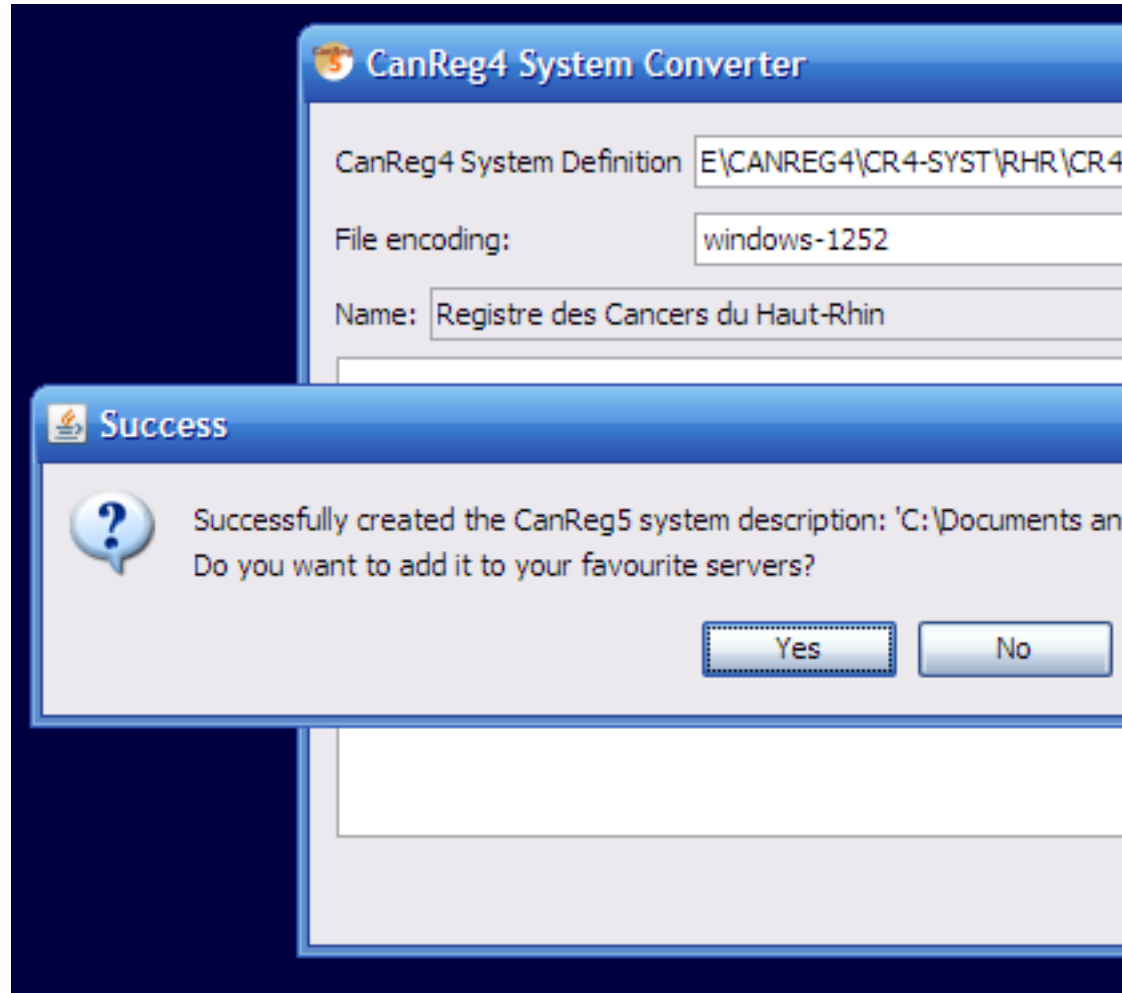 CanReg4 System Converter
CanReg4 System Definition E\CANREG4\CR4-SYST\RHR\CR4
File encoding: windows-1252
Name: Registre des Cancers du Haut-Rhin
Success
Successfully created the CanReg5 system description: 'C:\Documents an
Do you want to add it to your favourite servers?
Yes No